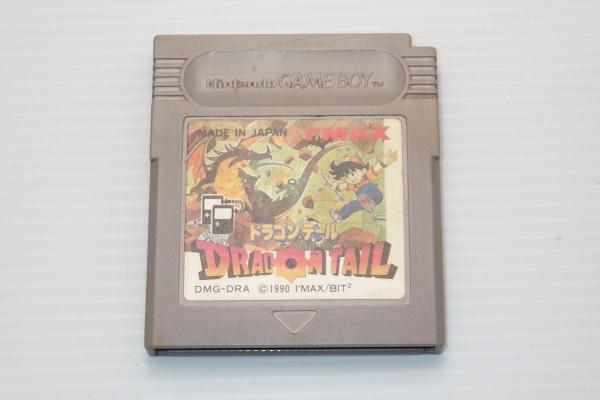 Nintendo GAME BOY TM
MADE IN JAPAN
I'MAX
ドラゴンテール
DRAGON TAIL
DMG-DRA ©1990 I'MAX/BIT²